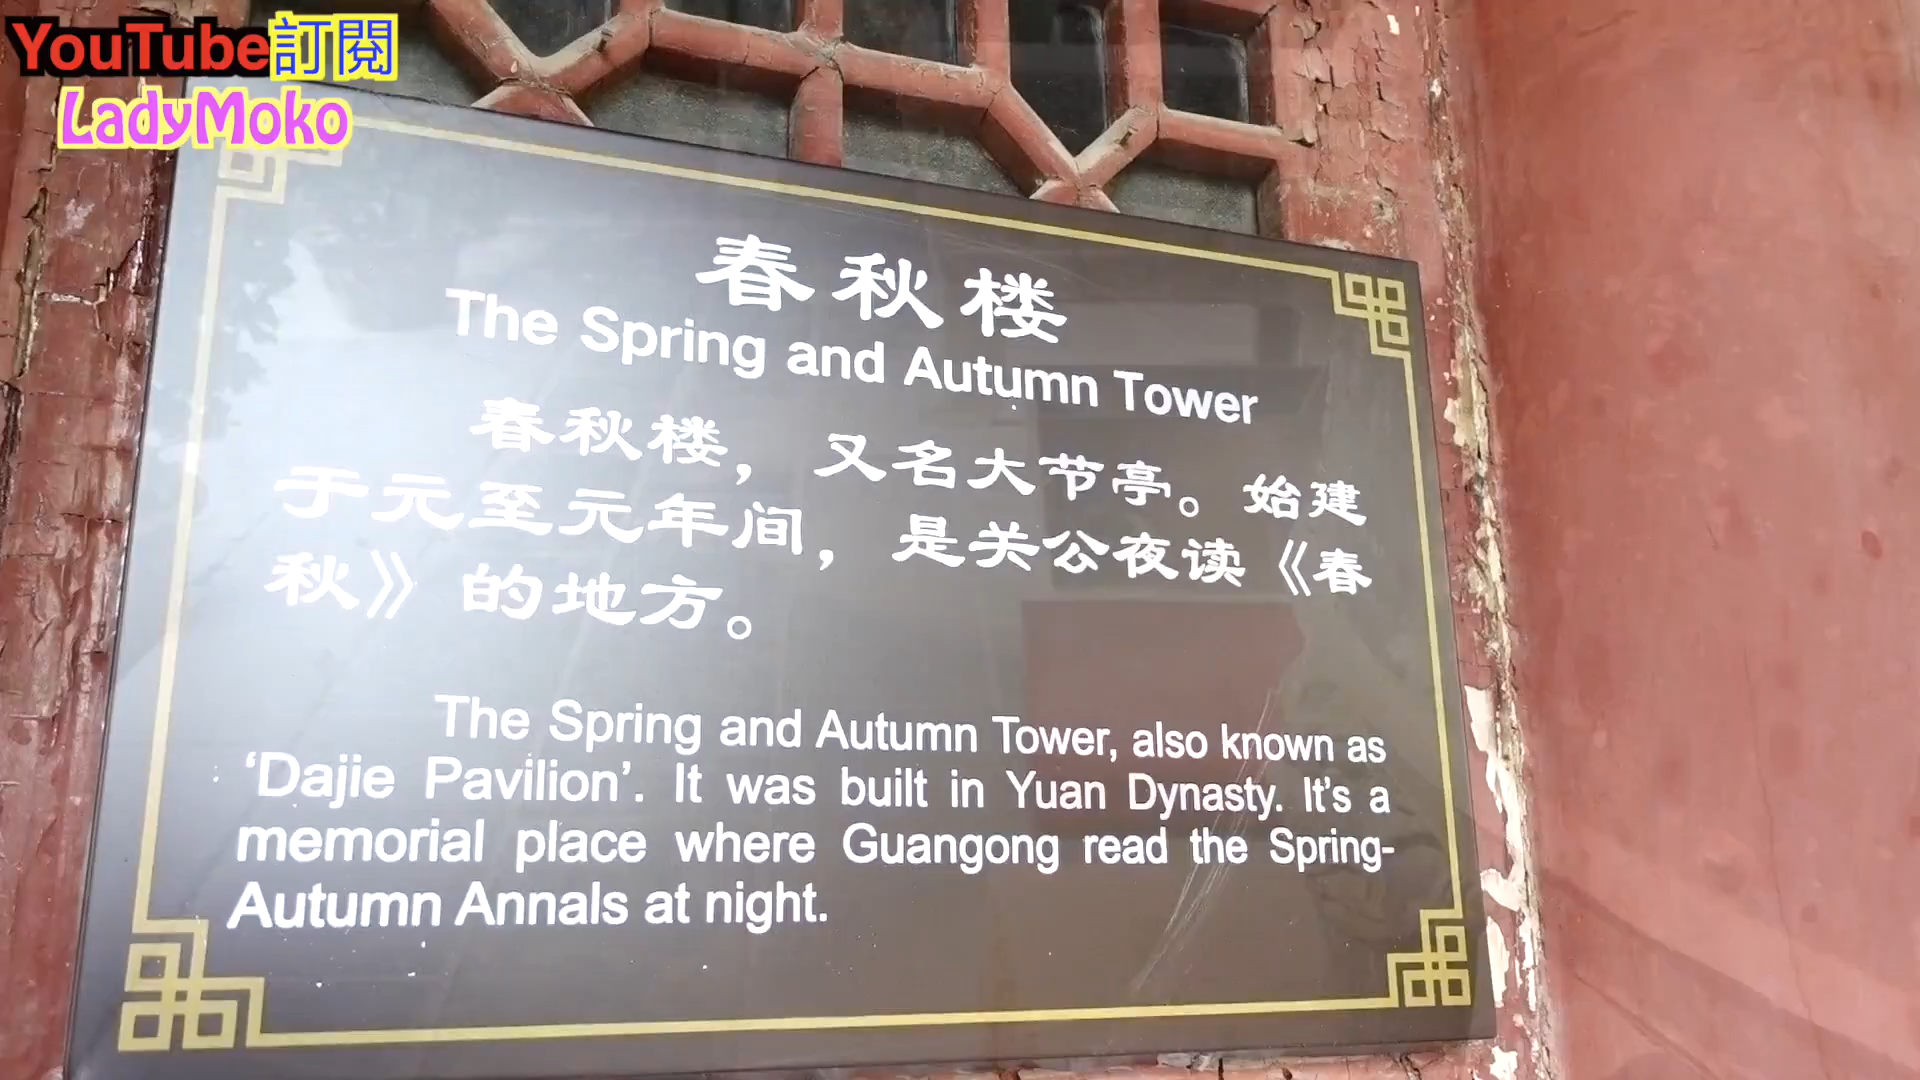 YouTube訂閱
LadyMoko
春秋楼
The Spring and Autumn Tower
春秋楼，又名大节亭。始建
于元至元年间，是关公夜读《春
秋》的地方。
The Spring and Autumn Tower, also known as
‘Dajie Pavilion’. It was built in Yuan Dynasty. It’s a
memorial place where Guangong read the Spring-
Autumn Annals at night.